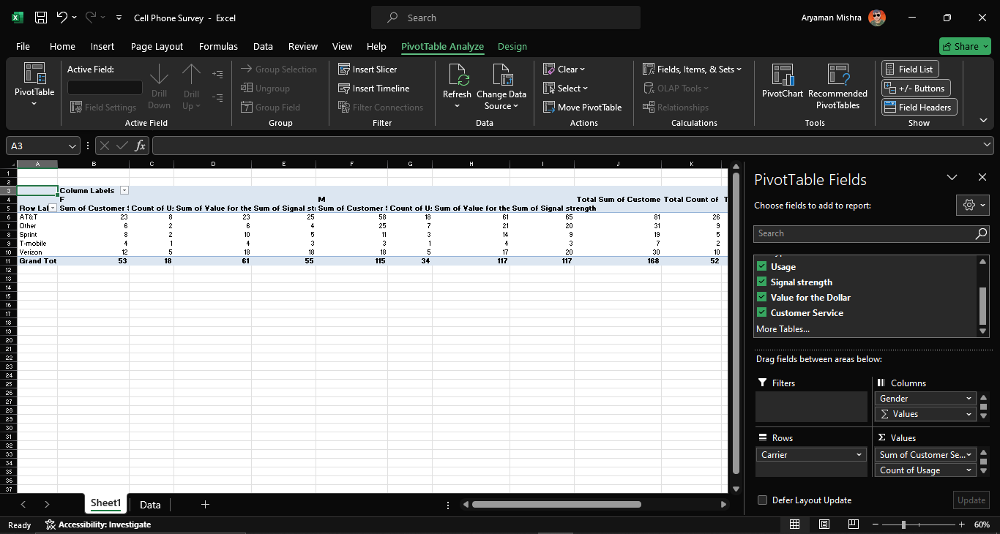 Cell Phone Survey - Excel
Search
Aryaman Mishra
File Home Insert Page Layout Formulas Data Review View Help PivotTable Analyze Design
Share
PivotTable
Active Field:
Field Settings
Drill Down
Drill Up
Active Field
Group Selection
Ungroup
Group Field
Group
Insert Slicer
Insert Timeline
Filter Connections
Filter
Refresh
Change Data Source
Data
Clear
Select
Move PivotTable
Actions
Fields, Items, & Sets
OLAP Tools
Relationships
Calculations
PivotChart
Recommended PivotTables
Tools
Field List
+/- Buttons
Field Headers
Show
A3
fx
A B C D E F G H I J K
1
2
3 Column Labels
4 F M Total Sum of Custome Total Count of T
5 Row Lal Sum of Customer S Count of U: Sum of Value for the Sum of Signal st Sum of Customer S Count of U: Sum of Value for the Sum of Signal strength
6 AT&T 23 8 23 25 58 18 61 65 81 26
7 Other 6 2 6 4 25 7 21 20 31 9
8 Sprint 8 2 10 5 11 3 14 9 19 5
9 T-mobile 4 1 4 3 3 1 4 3 7 2
10 Verizon 12 5 18 18 18 5 17 20 30 10
11 Grand Tot 53 18 61 55 115 34 117 117 168 52
12
13
14
15
16
17
18
19
20
21
22
23
24
25
26
27
28
29
30
31
32
33
34
35
36
37
PivotTable Fields
Choose fields to add to report:
Search
Usage
Signal strength
Value for the Dollar
Customer Service
More Tables...
Drag fields between areas below:
Filters
Columns
Gender
Σ Values
Rows
Carrier
Σ Values
Sum of Customer Se...
Count of Usage
Defer Layout Update
Update
Sheet1 Data
Ready
Accessibility: Investigate
60%